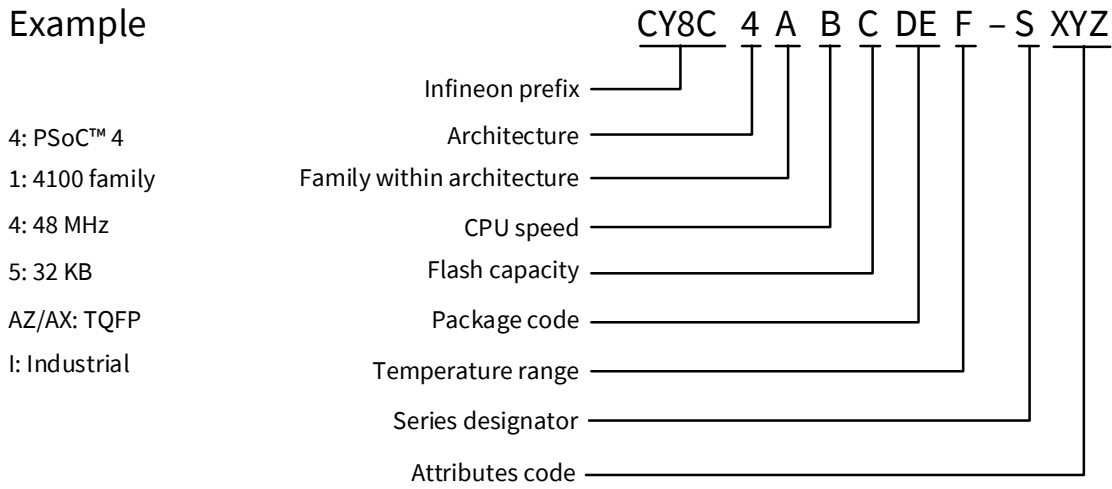 Example CY8C 4 A B C DE F – S XYZ
Infineon prefix
4: PSoC™ 4 Architecture
1: 4100 family Family within architecture
4: 48 MHz CPU speed
5: 32 KB Flash capacity
AZ/AX: TQFP Package code
I: Industrial Temperature range
Series designator
Attributes code